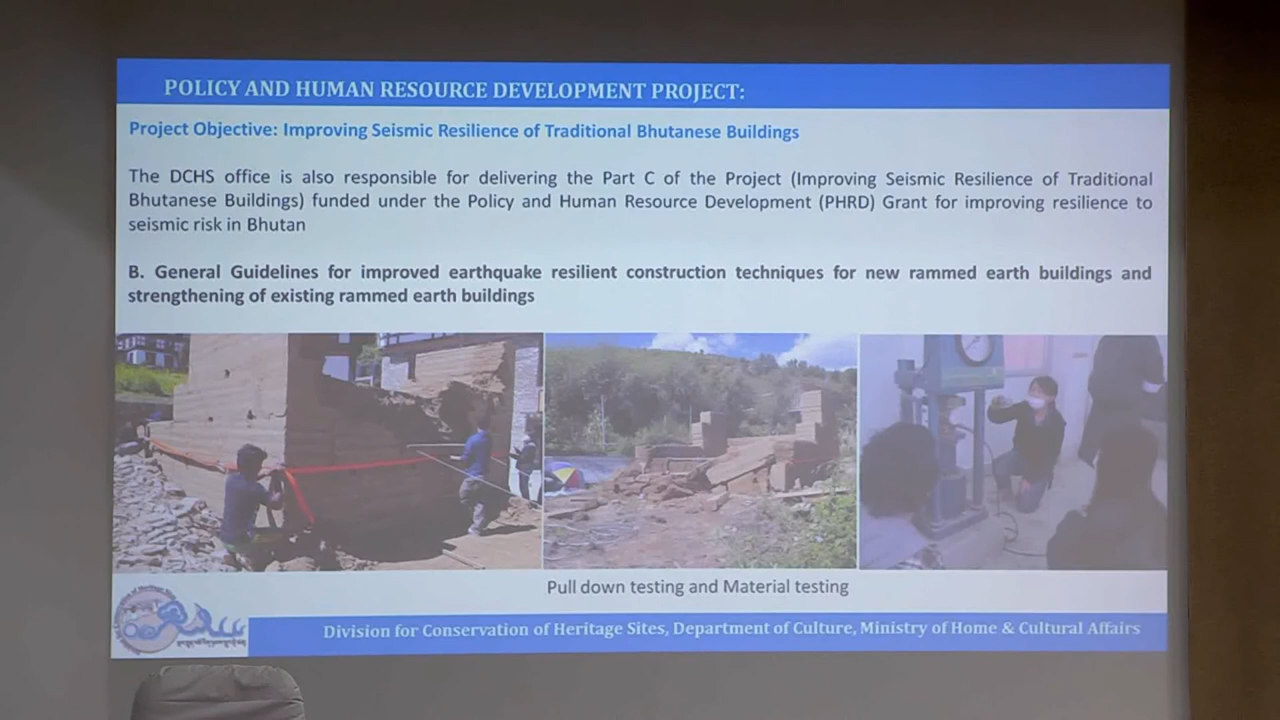 POLICY AND HUMAN RESOURCE DEVELOPMENT PROJECT:
Project Objective: Improving Seismic Resilience of Traditional Bhutanese Buildings
The DCHS office is also responsible for delivering the Part C of the Project (Improving Seismic Resilience of Traditional
Bhutanese Buildings) funded under the Policy and Human Resource Development (PHRD) Grant for improving resilience to
seismic risk in Bhutan
B. General Guidelines for improved earthquake resilient construction techniques for new rammed earth buildings and
strengthening of existing rammed earth buildings
Pull down testing and Material testing
Division for Conservation of Heritage Sites, Department of Culture, Ministry of Home & Cultural Affairs